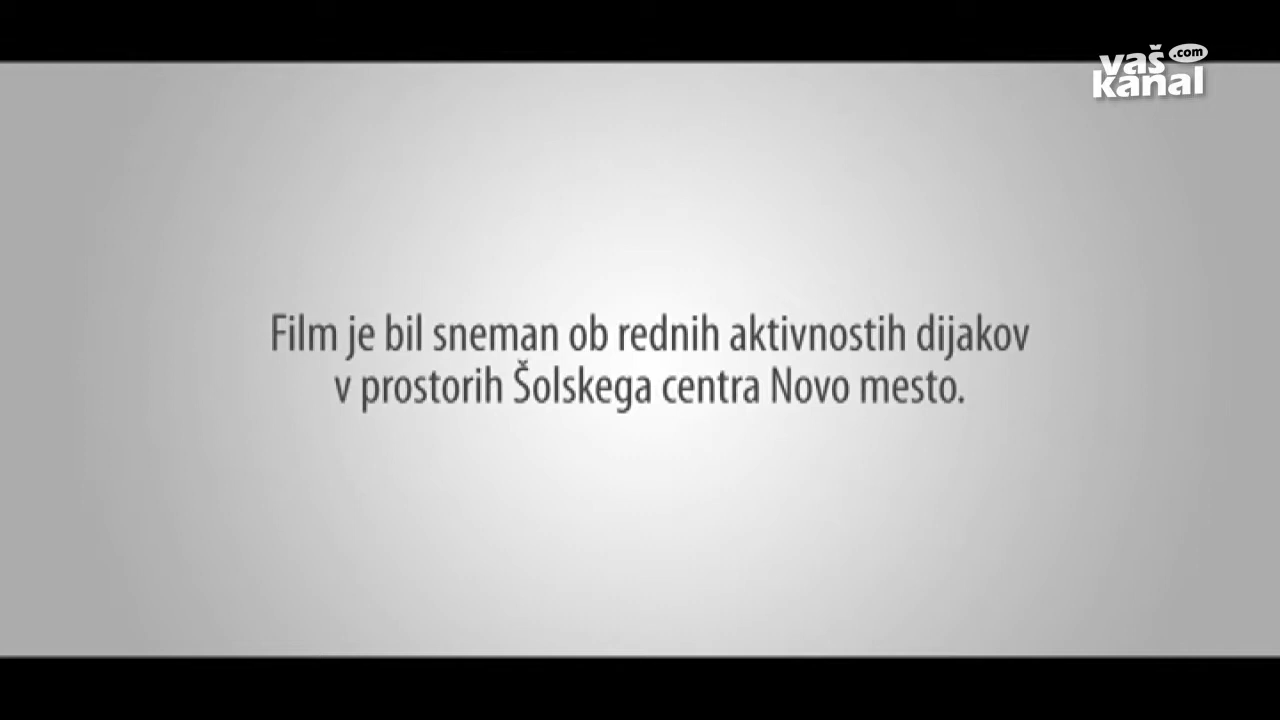 vaš .com
kanal
Film je bil sneman ob rednih aktivnostih dijakov
v prostorih Šolskega centra Novo mesto.